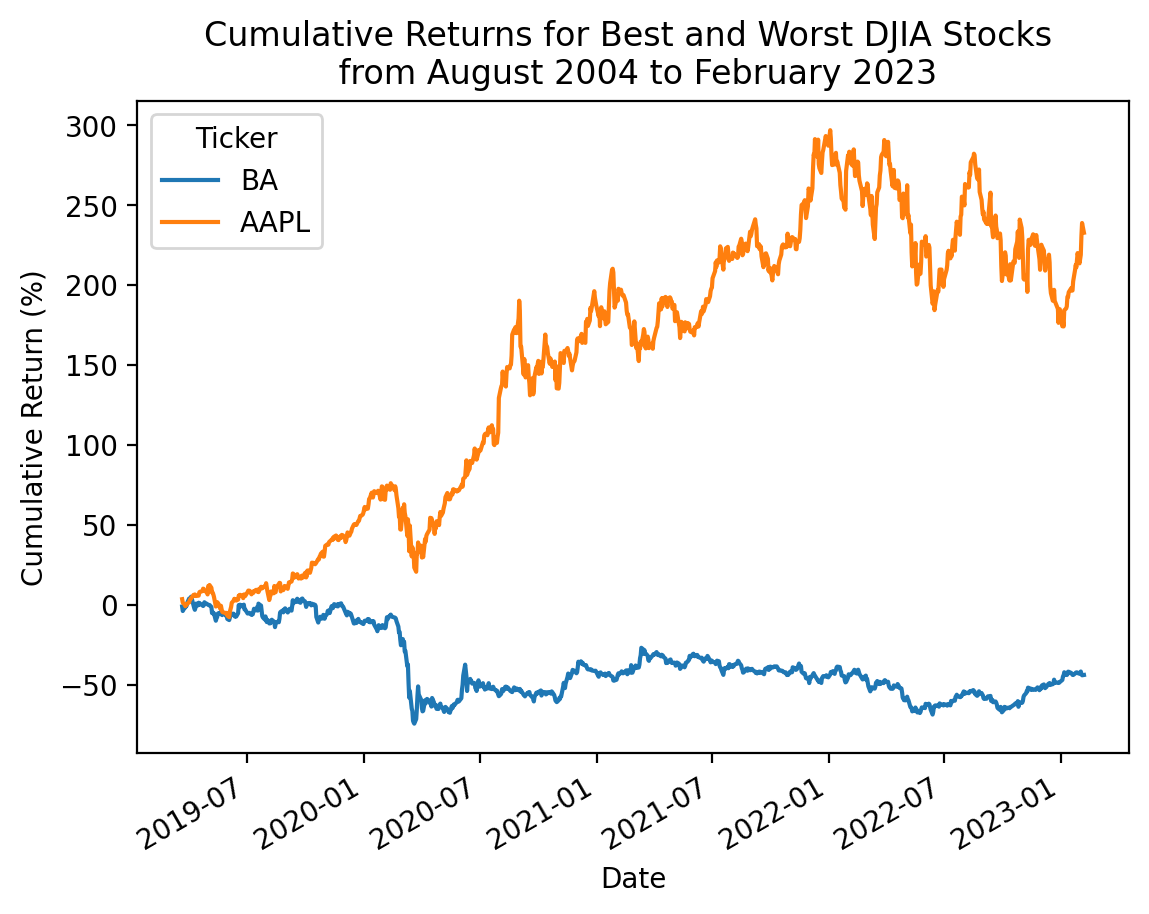 Cumulative Returns for Best and Worst DJIA Stocks
from August 2004 to February 2023
Ticker
BA
AAPL
Cumulative Return (%)
300
250
200
150
100
50
0
−50
2019-07
2020-01
2020-07
2021-01
2021-07
2022-01
2022-07
2023-01
Date